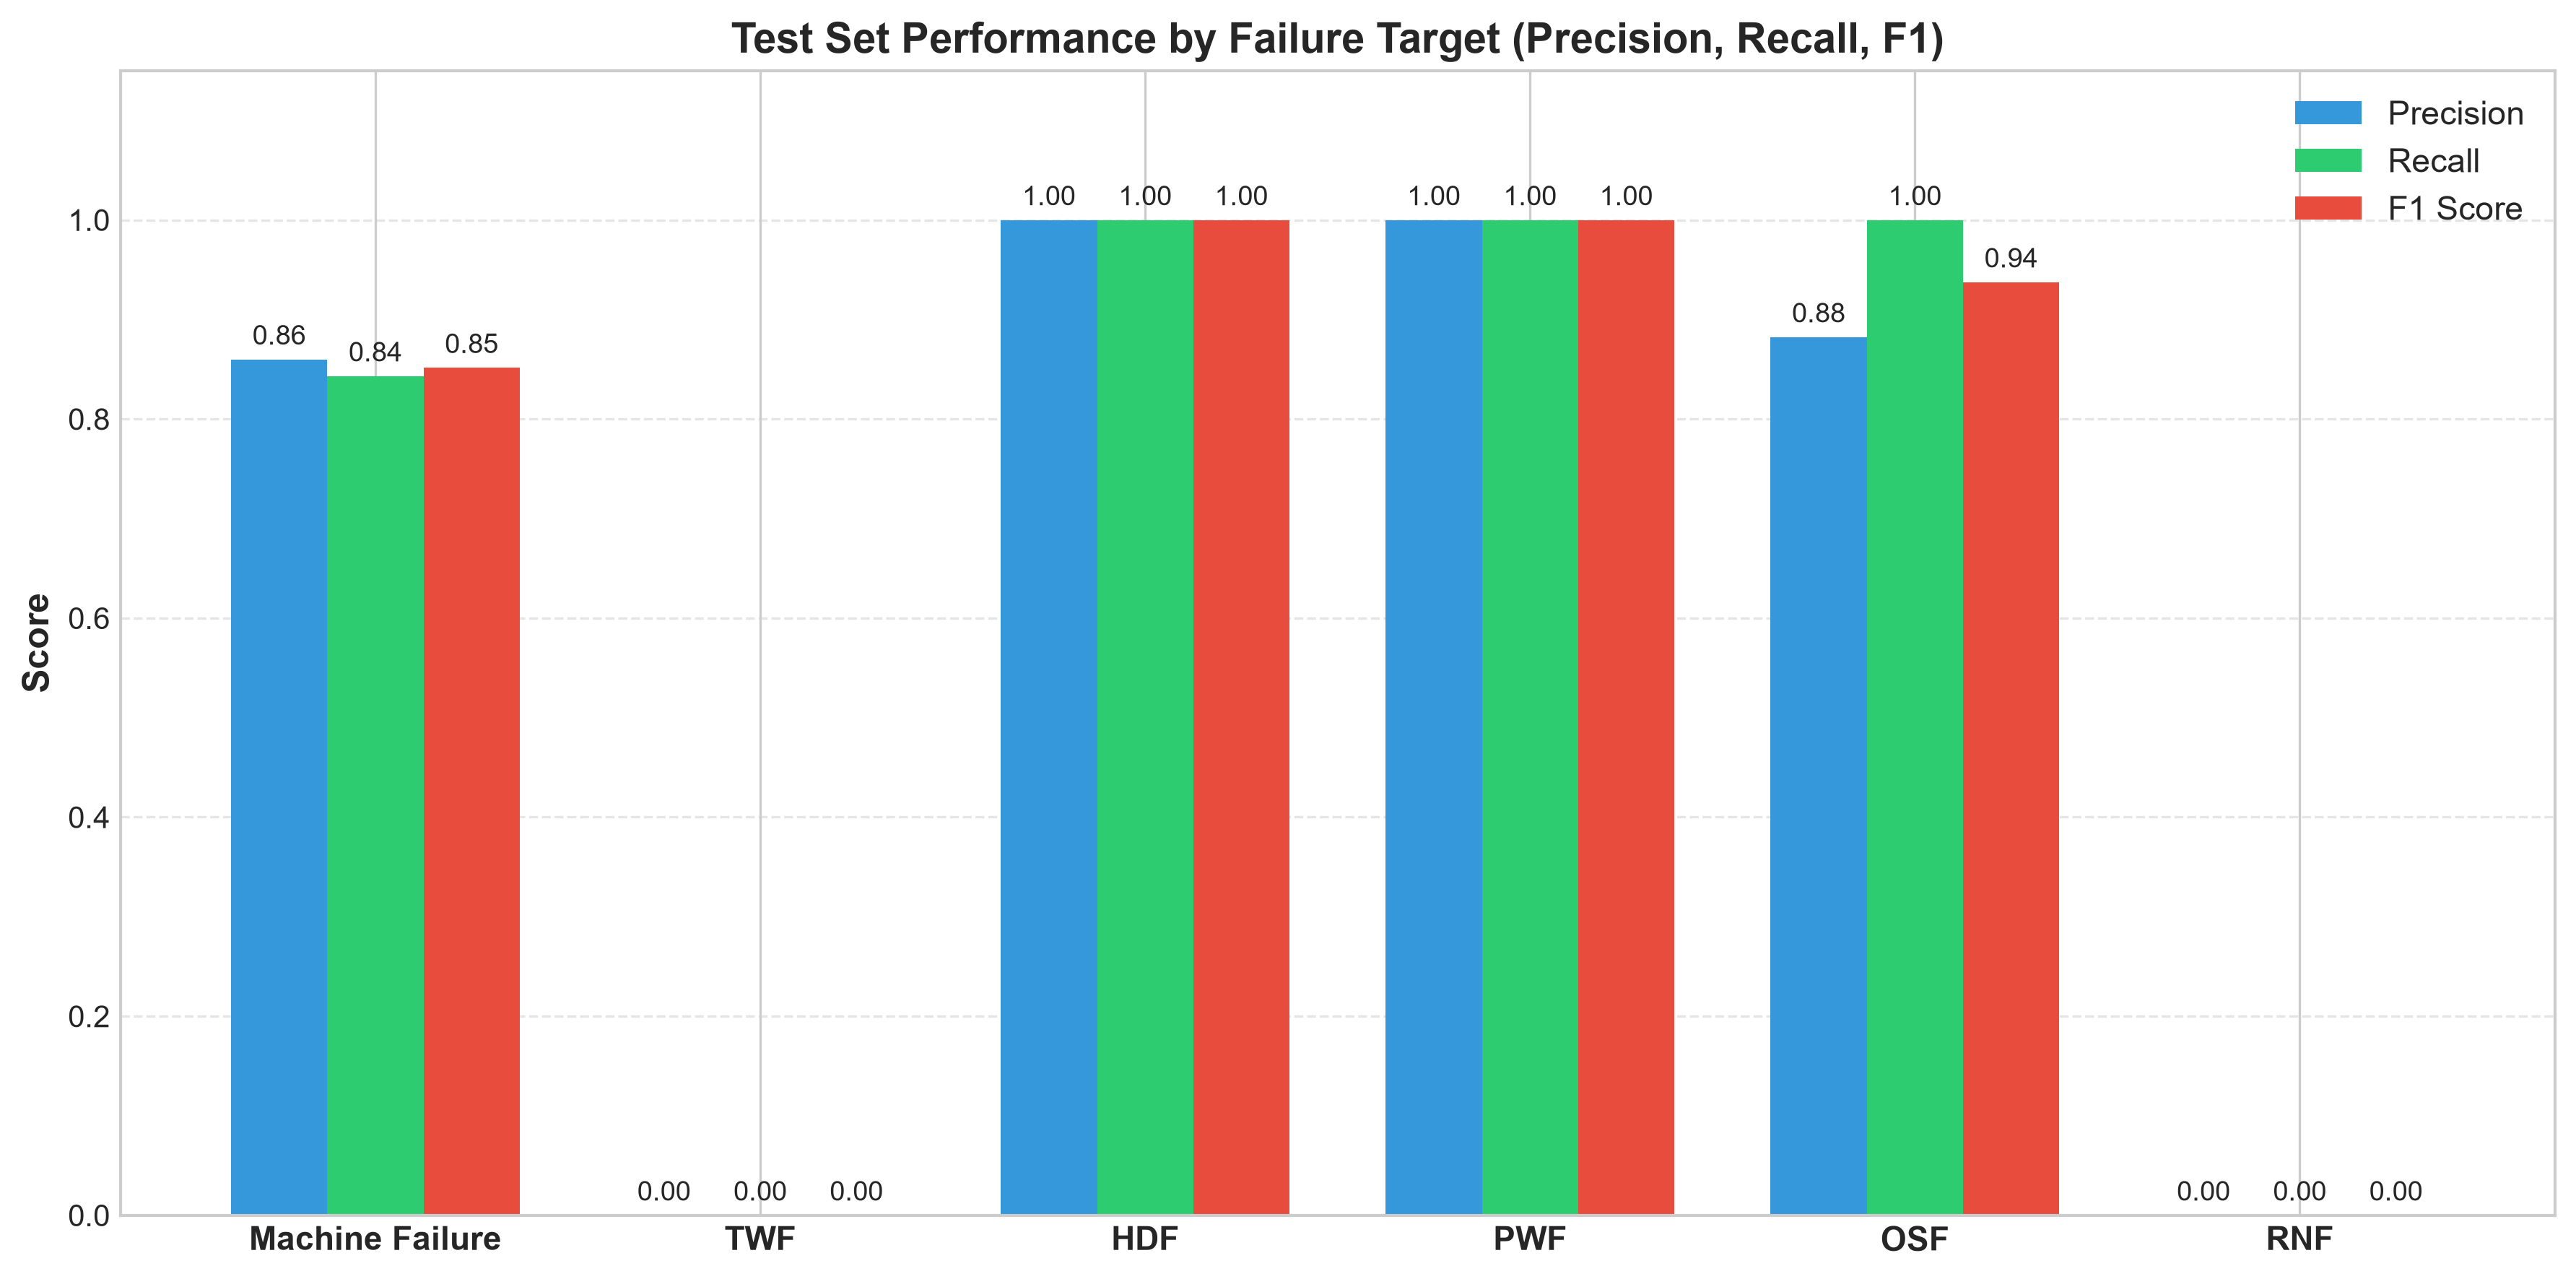 Test Set Performance by Failure Target (Precision, Recall, F1)
Precision
Recall
F1 Score
Score
1.0
0.8
0.6
0.4
0.2
0.0
0.86
0.84
0.85
0.00
0.00
0.00
1.00
1.00
1.00
1.00
1.00
1.00
0.88
1.00
0.94
0.00
0.00
0.00
Machine Failure
TWF
HDF
PWF
OSF
RNF